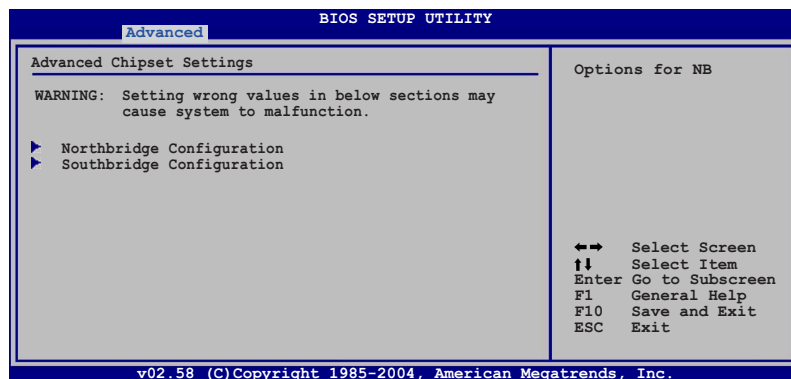 BIOS SETUP UTILITY
Advanced
Advanced Chipset Settings
WARNING: Setting wrong values in below sections may
cause system to malfunction.
Northbridge Configuration
Southbridge Configuration
Options for NB
←→ Select Screen
↑↓ Select Item
Enter Go to Subscreen
F1 General Help
F10 Save and Exit
ESC Exit
v02.58 (C)Copyright 1985-2004, American Megatrends, Inc.